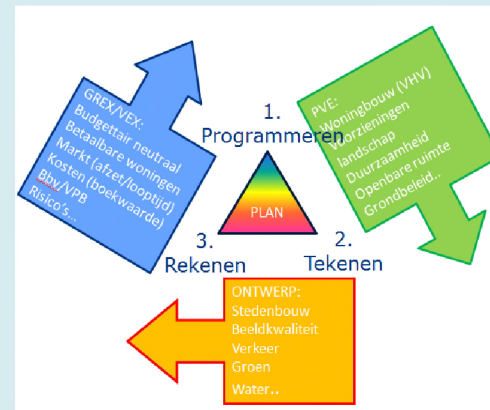 GREX/VEX:
Budgettair neutraal
Betaalbare woningen
Markt (afzet/looptijd)
Kosten (boekwaarde)
Bbv/VPB
Risico's...
1.
Programmeren
PVE:
Woningbouw (VHV)
Voorzieningen
landschap
Duurzaamheid
Openbare ruimte
Grondbeleid..
PLAN
3.
Rekenen
2.
Tekenen
ONTWERP:
Stedenbouw
Beeldkwaliteit
Verkeer
Groen
Water..